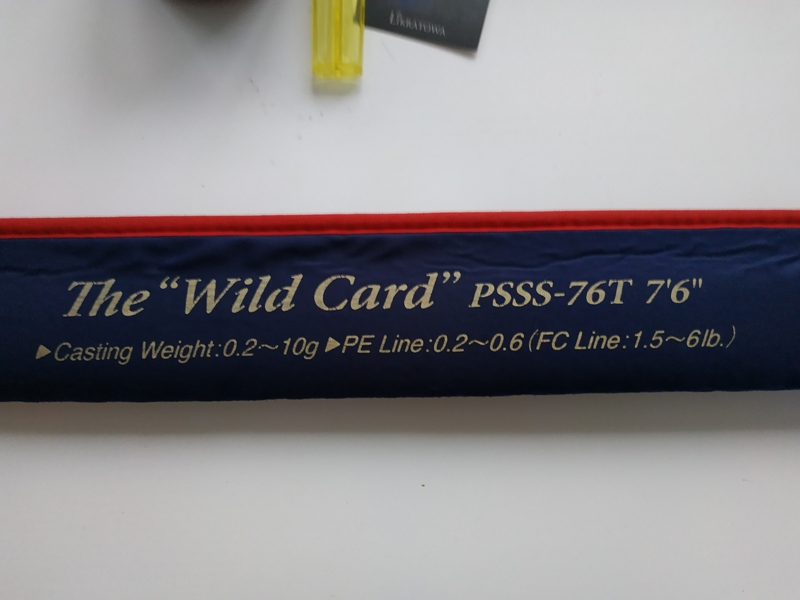 The “Wild Card” PSSS-76T 7'6"
▶Casting Weight:0.2～10g ▶PE Line:0.2～0.6(FC Line:1.5～6lb.)